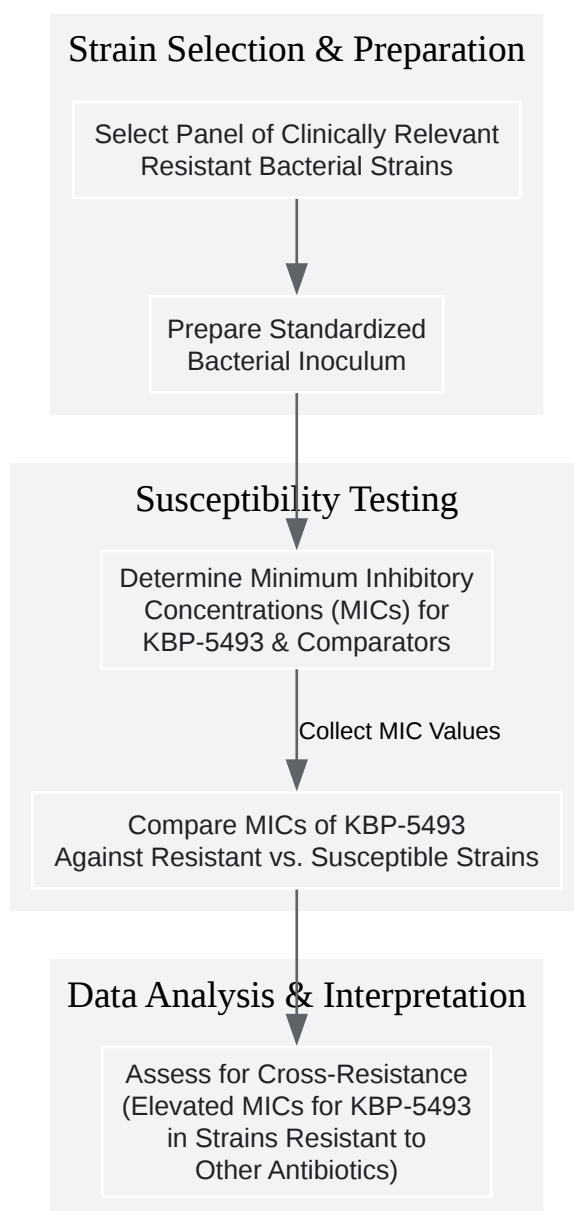 Strain Selection & Preparation
Select Panel of Clinically Relevant
Resistant Bacterial Strains
Prepare Standardized
Bacterial Inoculum
Susceptibility Testing
Determine Minimum Inhibitory
Concentrations (MICs) for
KBP-5493 & Comparators
Collect MIC Values
Compare MICs of KBP-5493
Against Resistant vs. Susceptible Strains
Data Analysis & Interpretation
Assess for Cross-Resistance
(Elevated MICs for KBP-5493
in Strains Resistant to
Other Antibiotics)